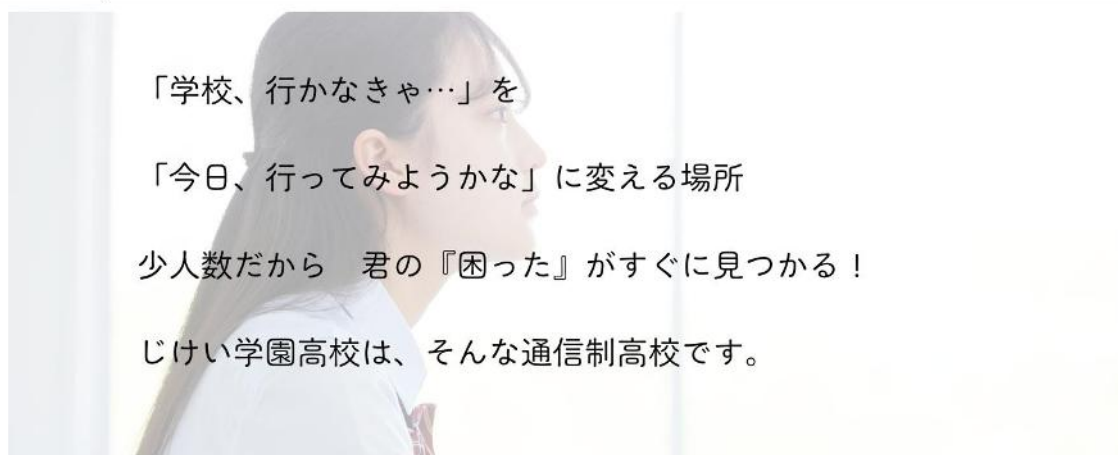 「学校、行かなきゃ…」を
「今日、行ってみようかな」に変える場所
少人数だから　君の『困った』がすぐに見つかる！
じけい学園高校は、そんな通信制高校です。